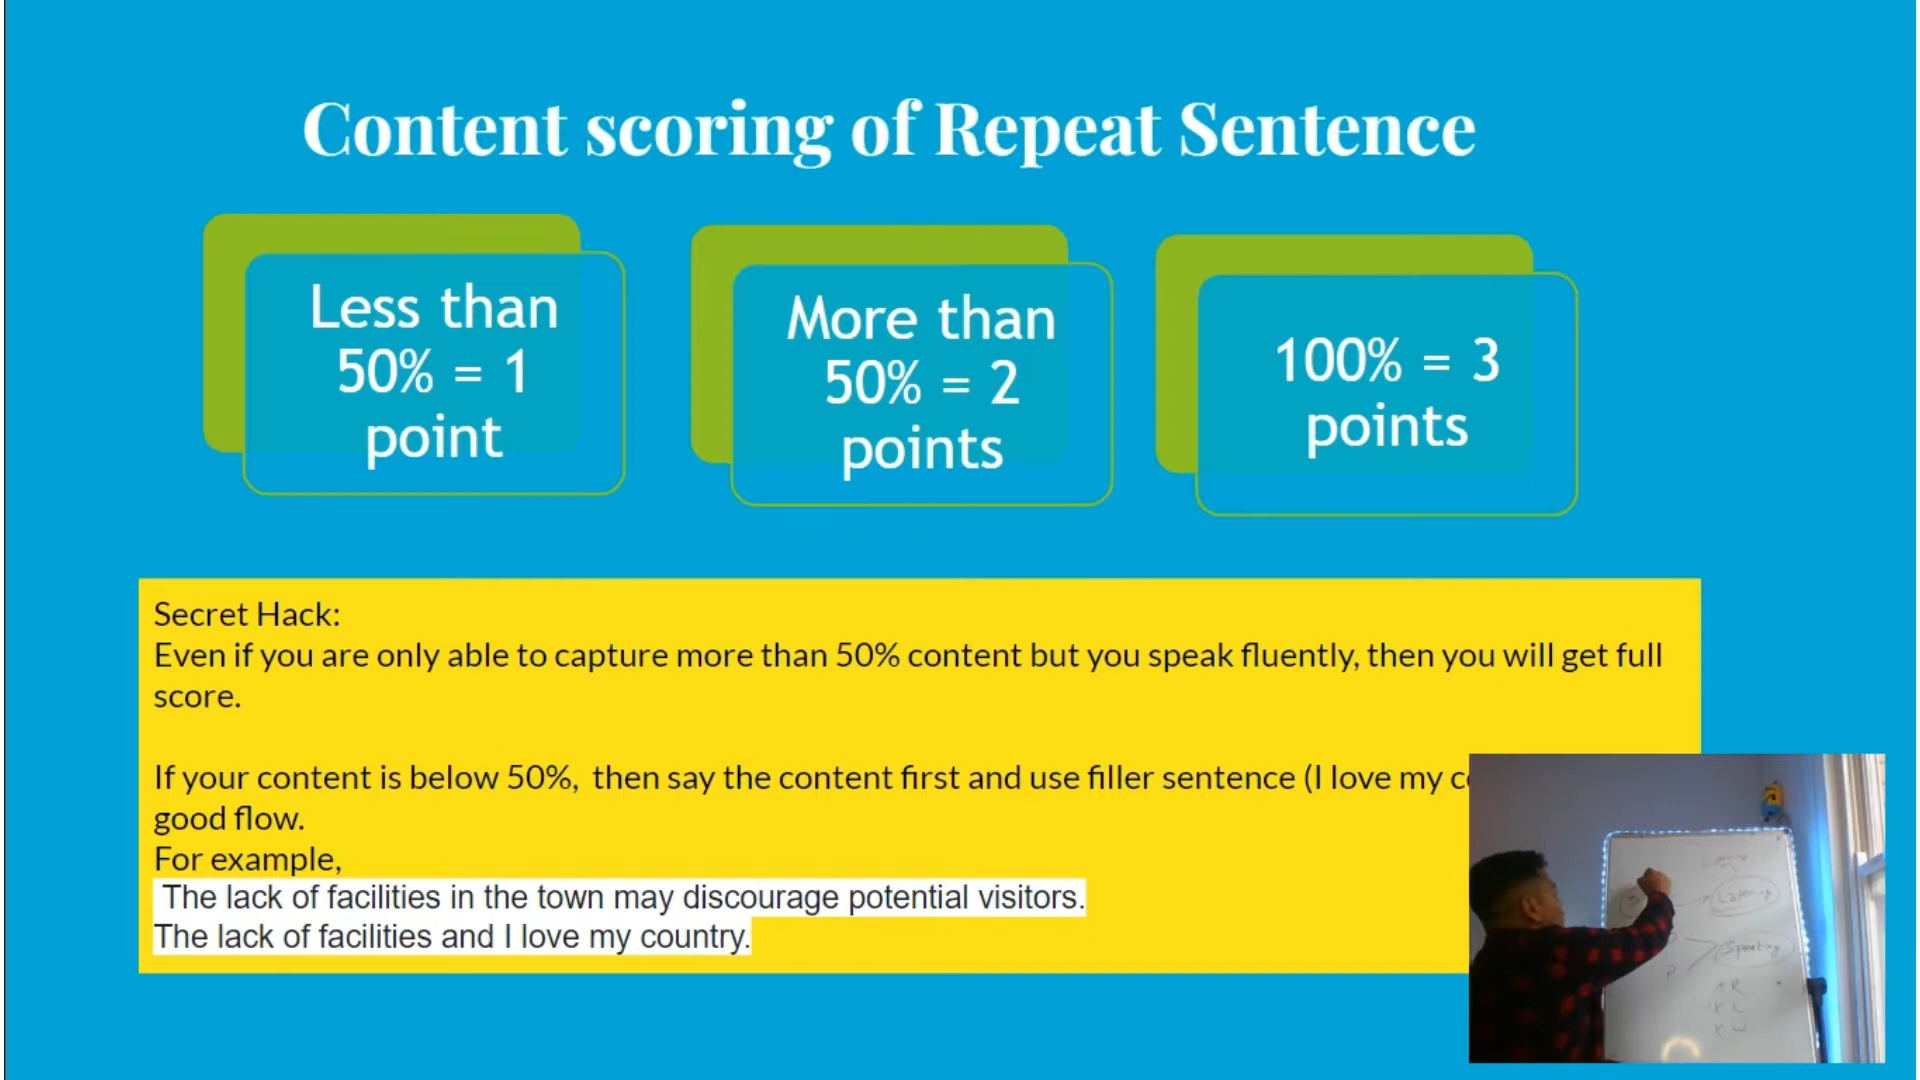 Content scoring of Repeat Sentence
Less than
50% = 1
point
More than
50% = 2
points
100% = 3
points
Secret Hack:
Even if you are only able to capture more than 50% content but you speak fluently, then you will get full
score.
If your content is below 50%, then say the content first and use filler sentence (I love my
good flow.
For example,
The lack of facilities in the town may discourage potential visitors.
The lack of facilities and I love my country.
Listening
Speaking
P
x R
x L
x